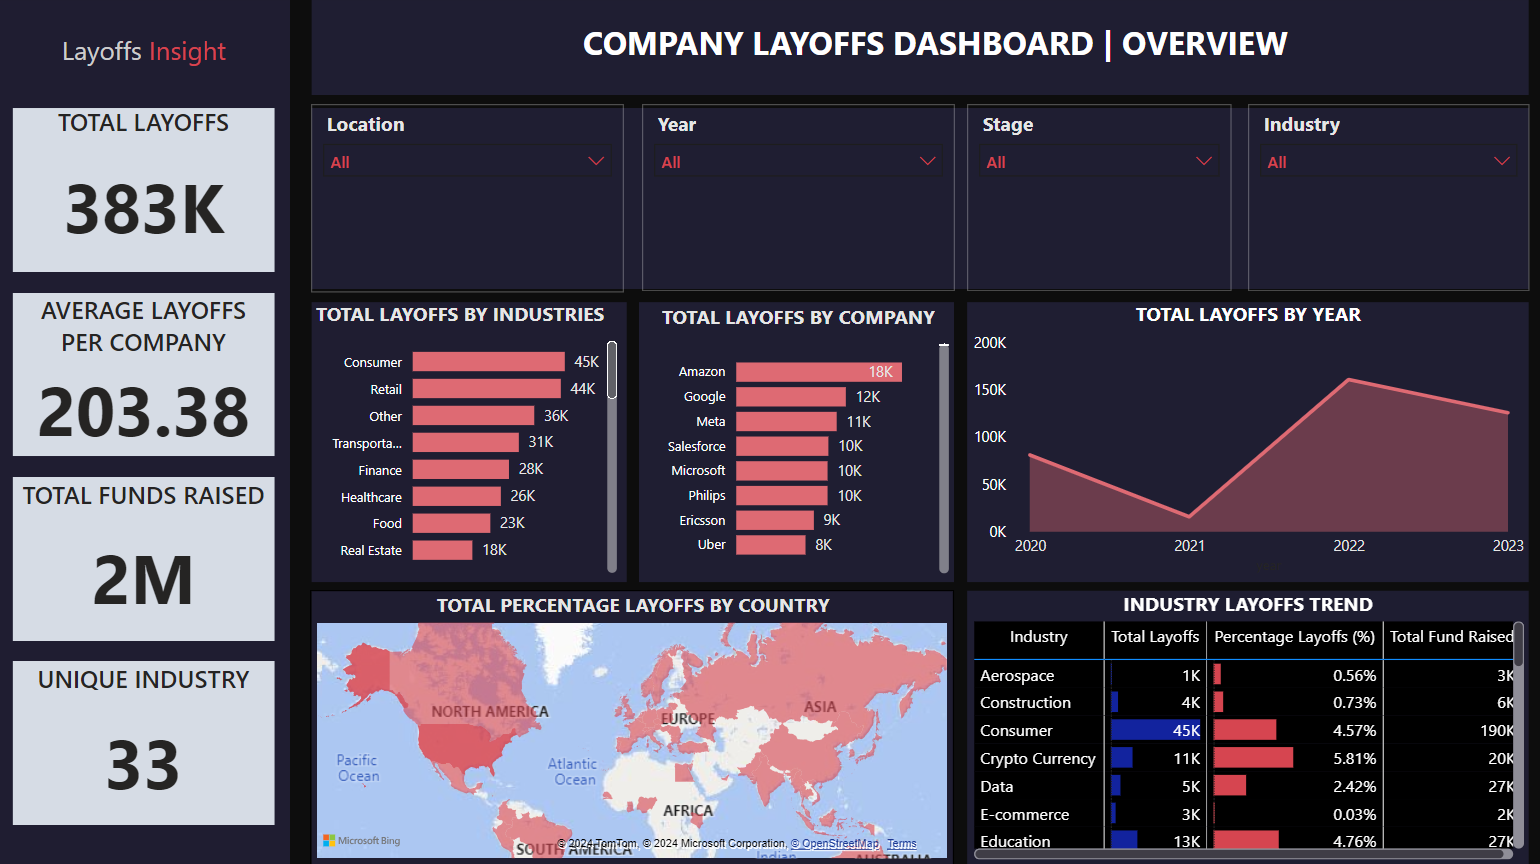 Layoffs Insight
COMPANY LAYOFFS DASHBOARD | OVERVIEW
TOTAL LAYOFFS
383K
AVERAGE LAYOFFS
PER COMPANY
203.38
TOTAL FUNDS RAISED
2M
UNIQUE INDUSTRY
33
Location
All
Year
All
Stage
All
Industry
All
TOTAL LAYOFFS BY INDUSTRIES
Consumer 45K
Retail 44K
Other 36K
Transporta... 31K
Finance 28K
Healthcare 26K
Food 23K
Real Estate 18K
TOTAL LAYOFFS BY COMPANY
Amazon 18K
Google 12K
Meta 11K
Salesforce 10K
Microsoft 10K
Philips 10K
Ericsson 9K
Uber 8K
TOTAL LAYOFFS BY YEAR
200K
150K
100K
50K
0K
2020 2021 2022 2023
TOTAL PERCENTAGE LAYOFFS BY COUNTRY
NORTH AMERICA
EUROPE
ASIA
Pacific
Ocean
Atlantic
Ocean
AFRICA
Microsoft Bing
© 2024 TomTom, © 2024 Microsoft Corporation, © OpenStreetMap Terms
SOUTH AMERICA
Indian
AUSTRALIA
INDUSTRY LAYOFFS TREND
Industry Total Layoffs Percentage Layoffs (%) Total Fund Raised
Aerospace 1K 0.56% 3K
Construction 4K 0.73% 6K
Consumer 45K 4.57% 190K
Crypto Currency 11K 5.81% 20K
Data 5K 2.42% 27K
E-commerce 3K 0.03% 2K
Education 13K 4.76% 27K